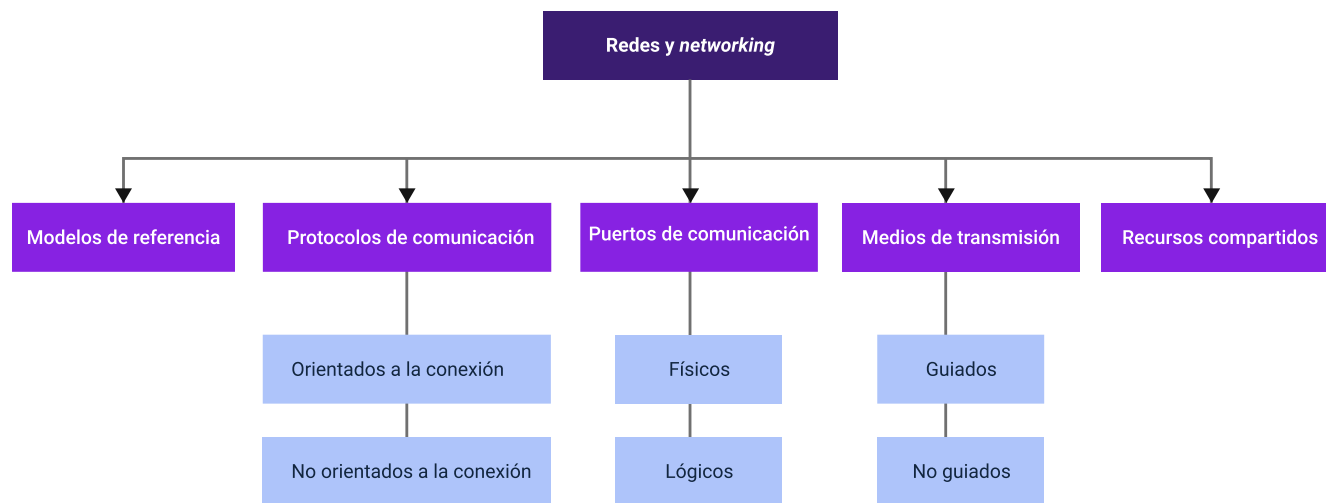 Redes y networking
Modelos de referencia
Protocolos de comunicación
Puertos de comunicación
Medios de transmisión
Recursos compartidos
Orientados a la conexión
Físicos
Guiados
No orientados a la conexión
Lógicos
No guiados